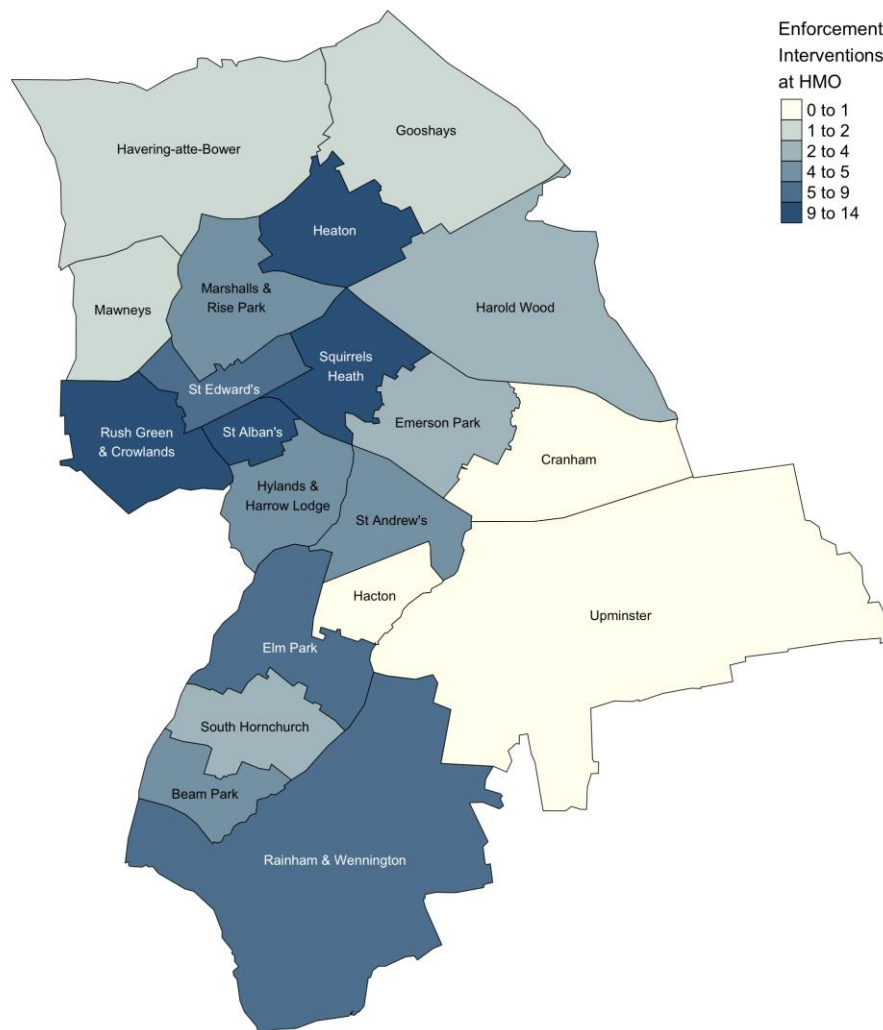 Enforcement
Interventions
at HMO
0 to 1
1 to 2
2 to 4
4 to 5
5 to 9
9 to 14
Gooshays
Havering-atte-Bower
Heaton
Marshalls &
Rise Park
Mawneys
Harold Wood
Squirrels
Heath
St Edward's
Emerson Park
Rush Green
& Crowlands
St Alban's
Cranham
Hylands &
Harrow Lodge
St Andrew's
Hacton
Upminster
Elm Park
South Hornchurch
Beam Park
Rainham & Wennington